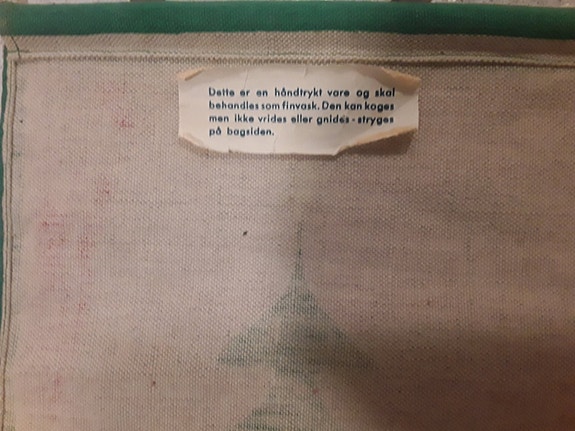 Dette er en håndtrykt vare og skal
behandles som finvask. Den kan koges
men ikke vrides eller gnides - stryges
på bagsiden.